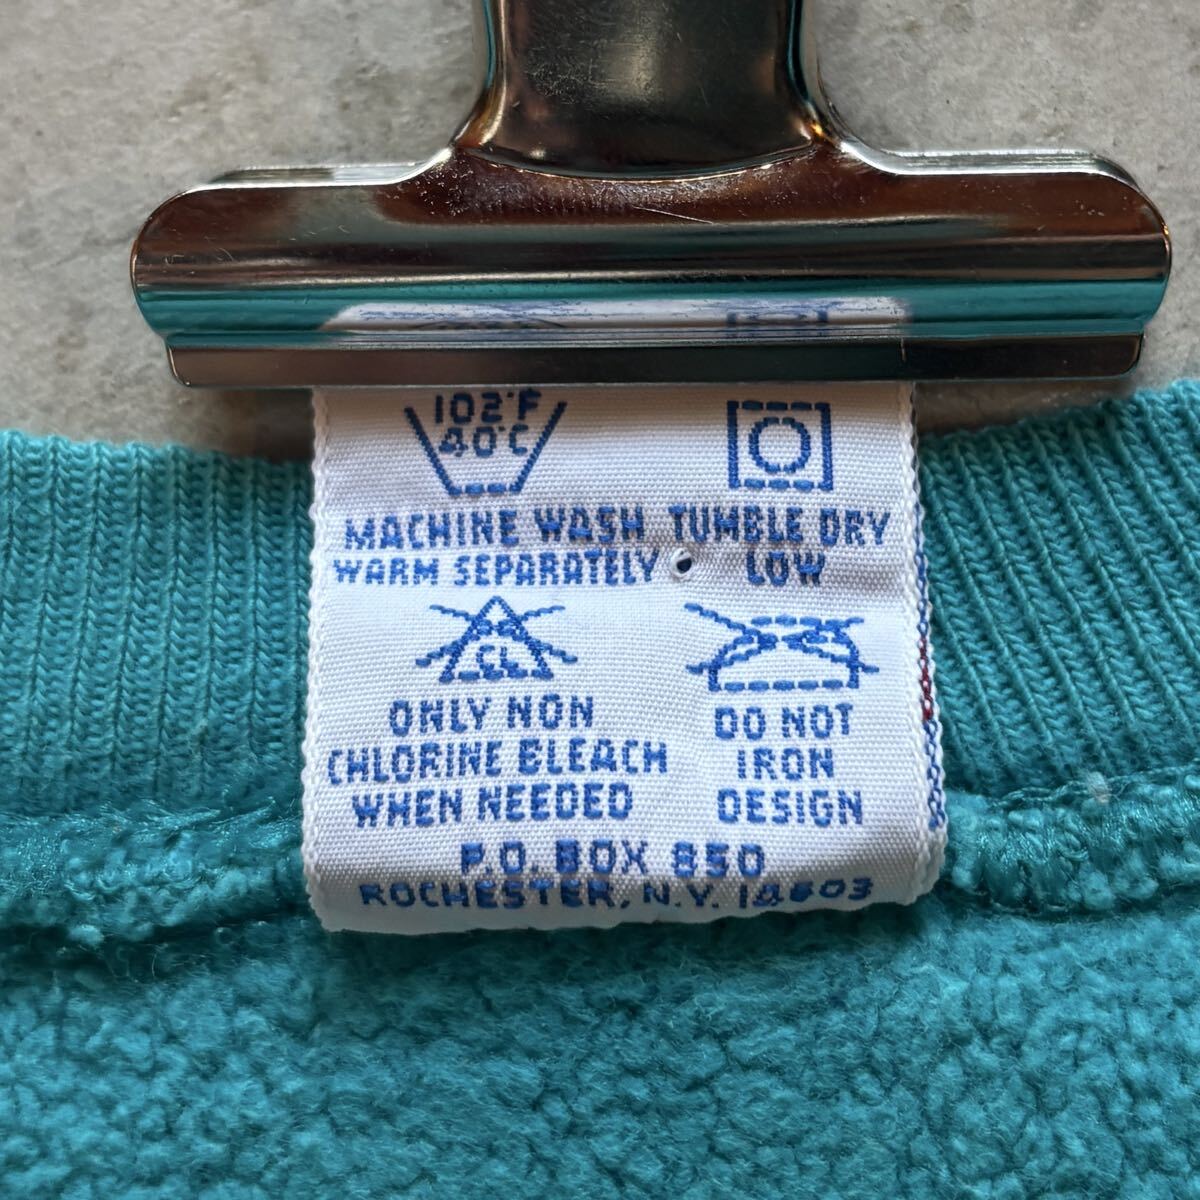 102°F
40°C
MACHINE WASH TUMBLE DRY
WARM SEPARATELY LOW
CL
ONLY NON DO NOT
CHLORINE BLEACH IRON
WHEN NEEDED DESIGN
P.O. BOX 850
ROCHESTER, N.Y. 14603